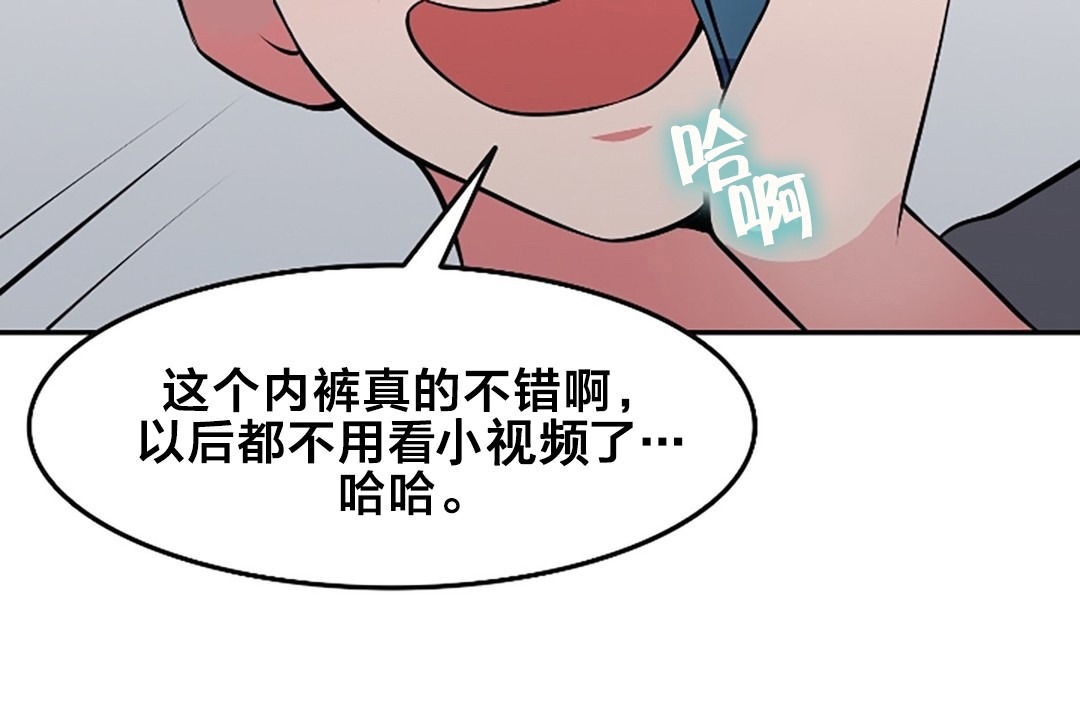 哈
啊
这个内裤真的不错啊，
以后都不用看小视频了…
哈哈。